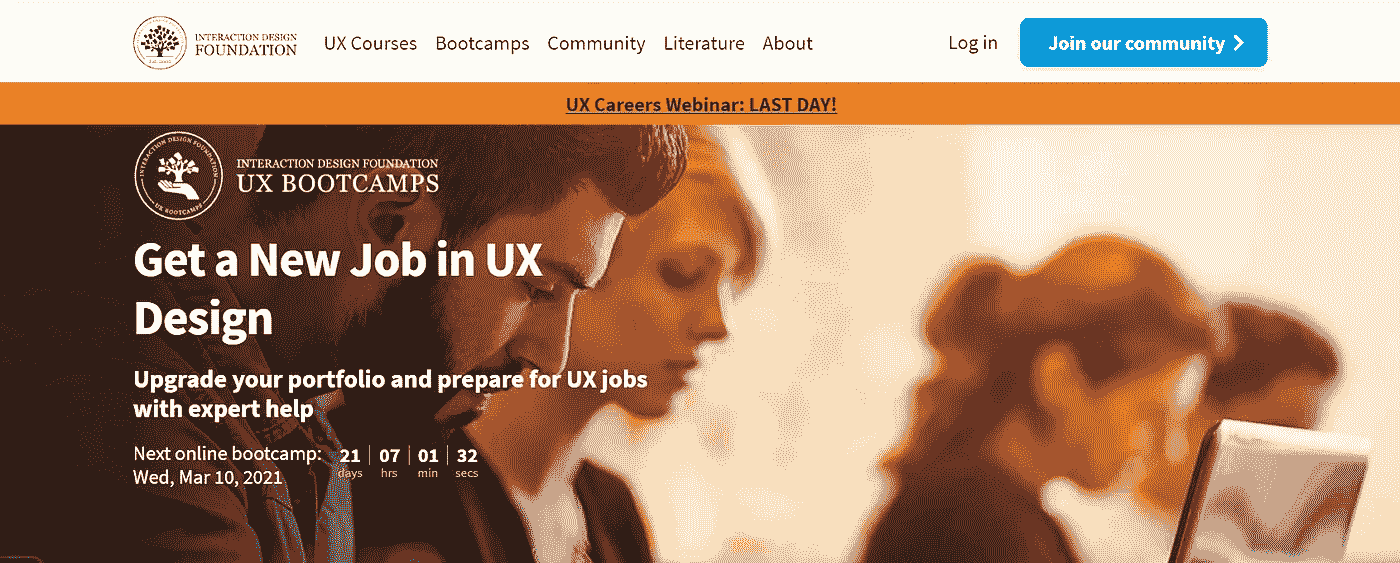 INTERACTION DESIGN
FOUNDATION
UX Courses Bootcamps Community Literature About
Log in
Join our community
UX Careers Webinar: LAST DAY!
INTERACTION DESIGN FOUNDATION
UX BOOTCAMPS
INTERACTION DESIGN FOUNDATION
UX BOOTCAMPS
Get a New Job in UX
Design
Upgrade your portfolio and prepare for UX jobs
with expert help
Next online bootcamp:
Wed, Mar 10, 2021
21 07 01 32
days hrs min secs